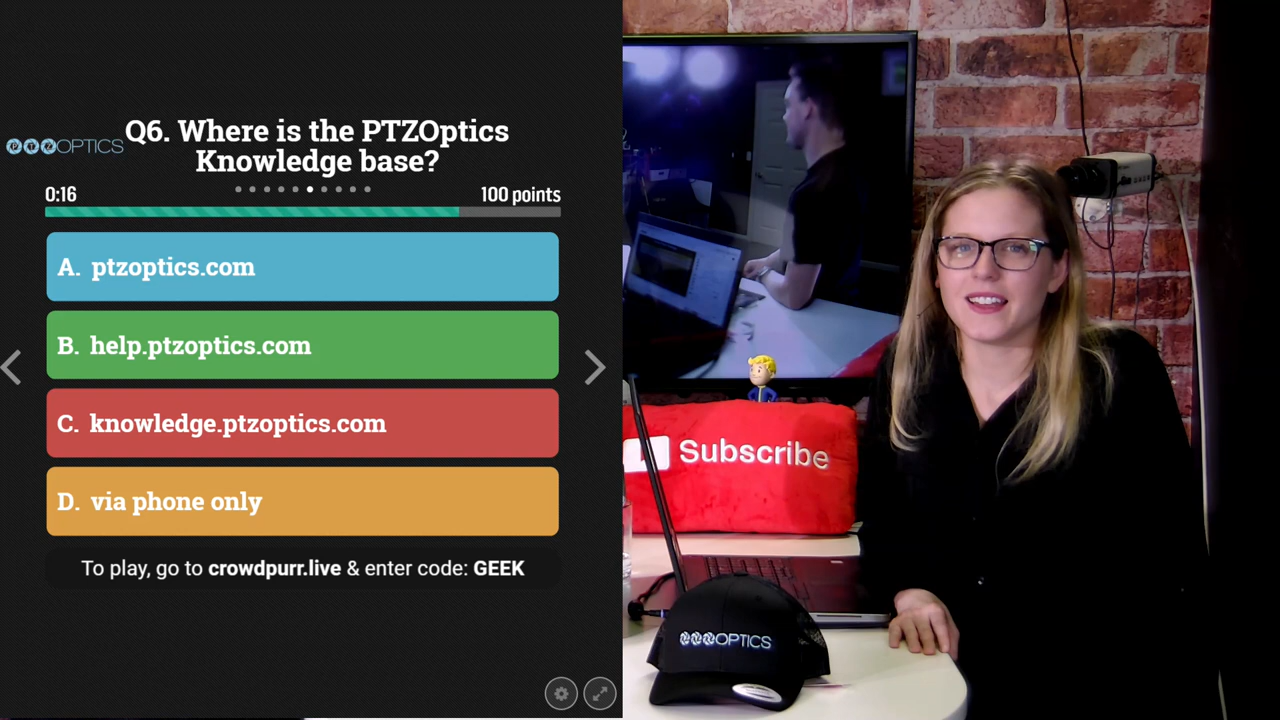 OPTICS
Q6. Where is the PTZOptics
Knowledge base?
0:16
100 points
A. ptzoptics.com
B. help.ptzoptics.com
C. knowledge.ptzoptics.com
D. via phone only
To play, go to crowdpurr.live & enter code: GEEK
Subscribe
OPTICS